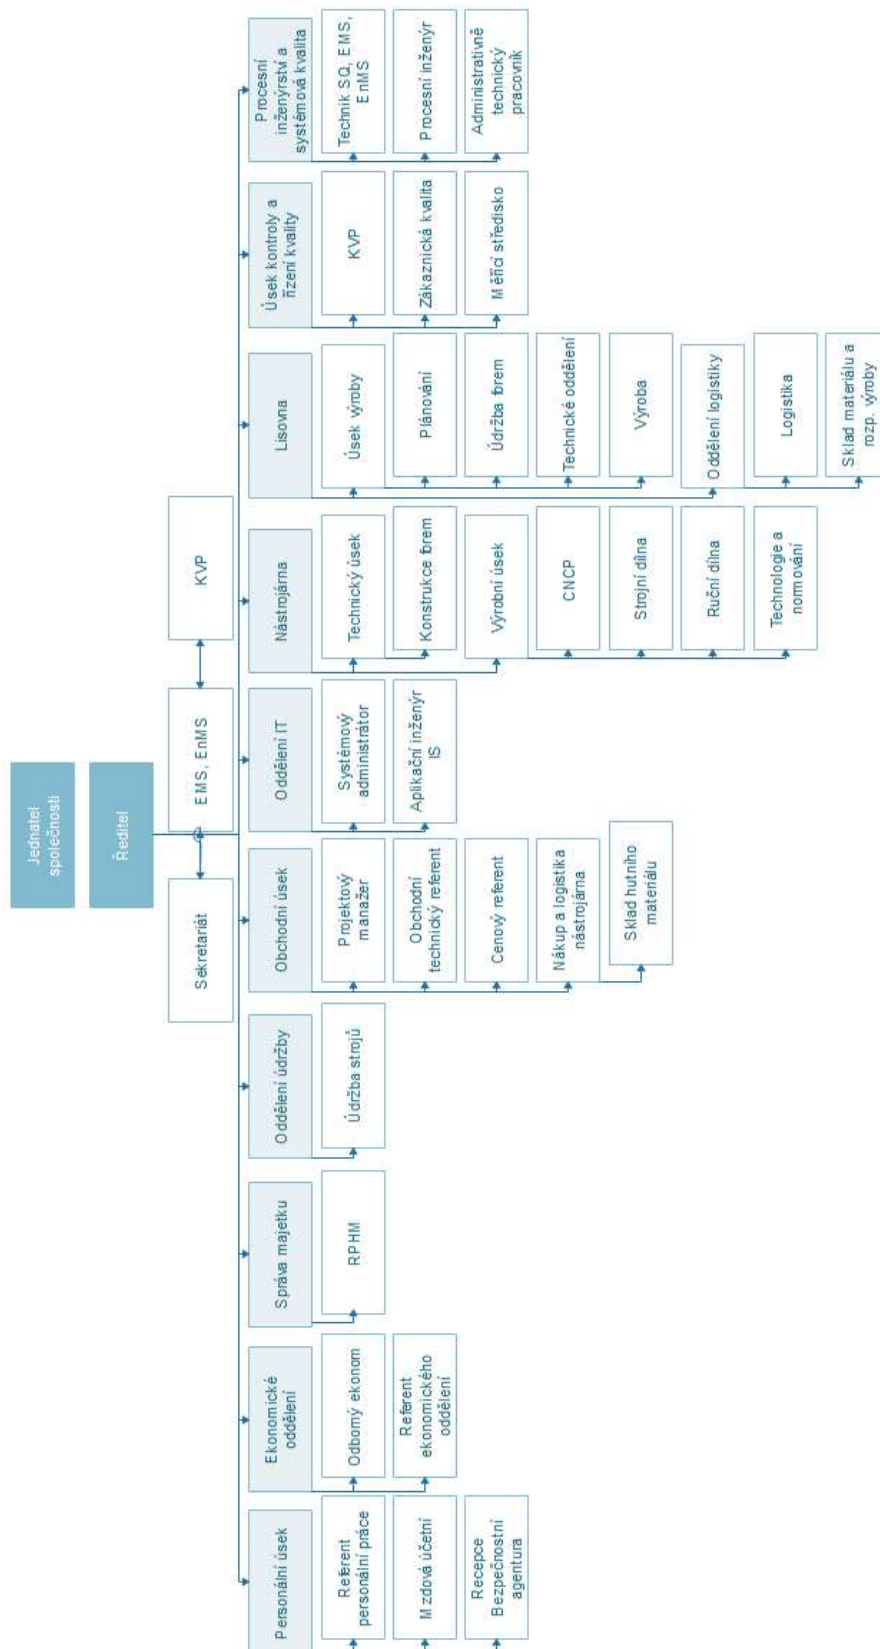 Jednatel
společnosti
Ředitel
Sekretariát
EMS, EnMS
KVP
Personální úsek
Referent
personální práce
Mzdová účetní
Recepce
Bezpečnostní
agentura
Ekonomické
oddělení
Odborný ekonom
Referent
ekonomického
oddělení
Správa majetku
RPHM
Oddělení údržby
Údržba strojů
Obchodní úsek
Projektový
manažer
Obchodní
technický referent
Cenový referent
Nákup a logistika
nástrojárna
Sklad hutního
materiálu
Oddělení IT
Systémový
administrátor
Aplikační inženýr
IS
Nástrojárna
Technický úsek
Konstrukce forem
Výrobní úsek
CNCP
Strojní dílna
Ruční dílna
Technologie a
normování
Lisovna
Úsek výroby
Plánování
Údržba forem
Technické oddělení
Výroba
Oddělení logistiky
Logistika
Sklad materiálu a
rozp. výroby
Úsek kontroly a
řízení kvality
KVP
Zákaznická kvalita
Měřicí středisko
Procesní
inženýrství a
systémová kvalita
Technik SQ, EMS,
EnMS
Procesní inženýr
Administrativně
technický
pracovník